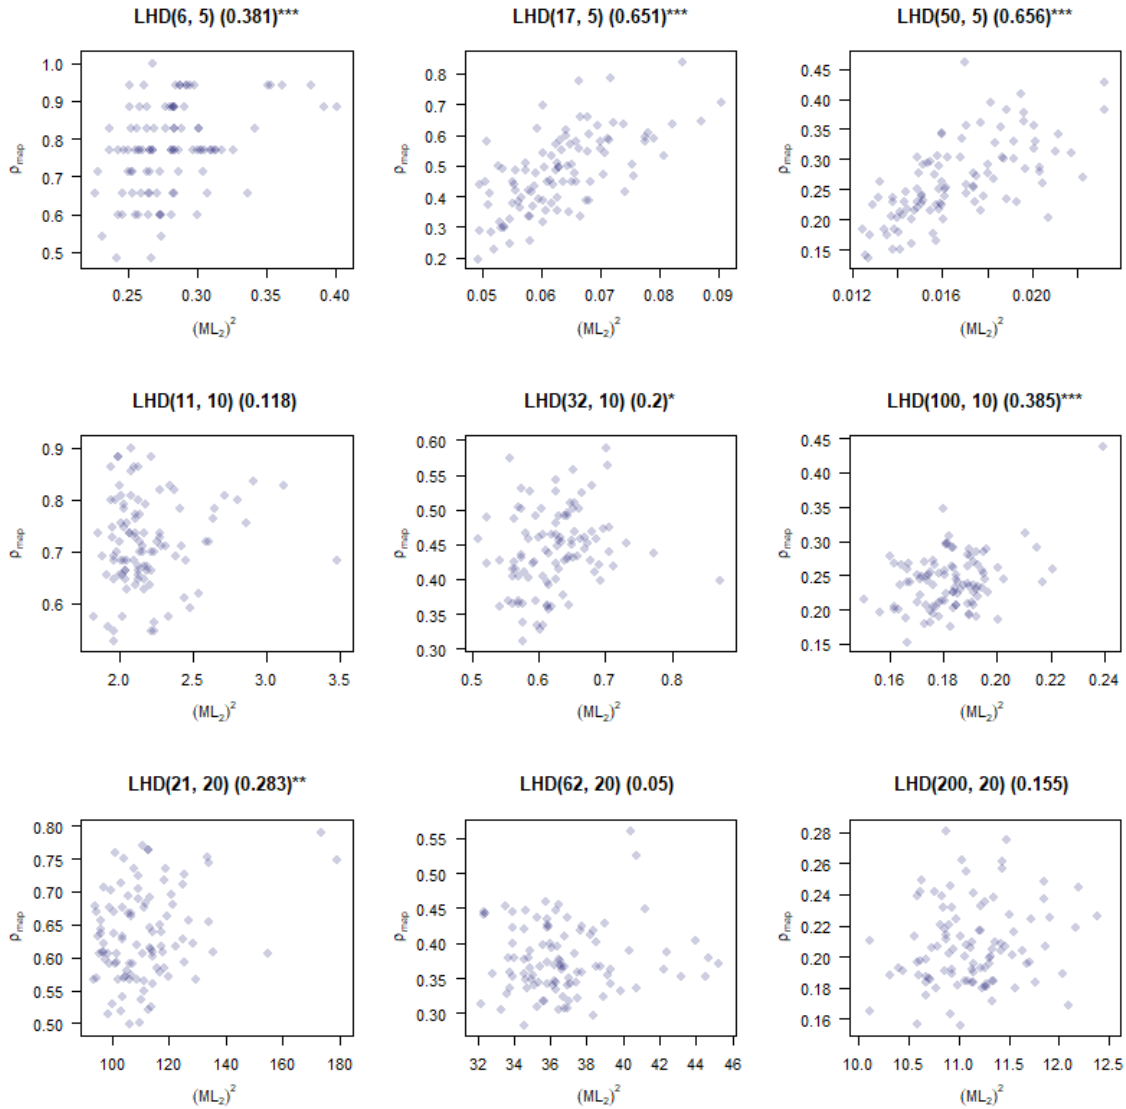 LHD(6, 5) (0.381)***
1.0
0.9
0.8
0.7
0.6
0.5
ρmap
0.25 0.30 0.35 0.40
(ML₂)²
LHD(17, 5) (0.651)***
0.8
0.7
0.6
0.5
0.4
0.3
0.2
ρmap
0.05 0.06 0.07 0.08 0.09
(ML₂)²
LHD(50, 5) (0.656)***
0.45
0.40
0.35
0.30
0.25
0.20
0.15
ρmap
0.012 0.016 0.020
(ML₂)²
LHD(11, 10) (0.118)
0.9
0.8
0.7
0.6
ρmap
2.0 2.5 3.0 3.5
(ML₂)²
LHD(32, 10) (0.2)*
0.60
0.55
0.50
0.45
0.40
0.35
0.30
ρmap
0.5 0.6 0.7 0.8
(ML₂)²
LHD(100, 10) (0.385)***
0.45
0.40
0.35
0.30
0.25
0.20
0.15
ρmap
0.16 0.18 0.20 0.22 0.24
(ML₂)²
LHD(21, 20) (0.283)**
0.80
0.75
0.70
0.65
0.60
0.55
0.50
ρmap
100 120 140 160 180
(ML₂)²
LHD(62, 20) (0.05)
0.55
0.50
0.45
0.40
0.35
0.30
ρmap
32 34 36 38 40 42 44 46
(ML₂)²
LHD(200, 20) (0.155)
0.28
0.26
0.24
0.22
0.20
0.18
0.16
ρmap
10.0 10.5 11.0 11.5 12.0 12.5
(ML₂)²